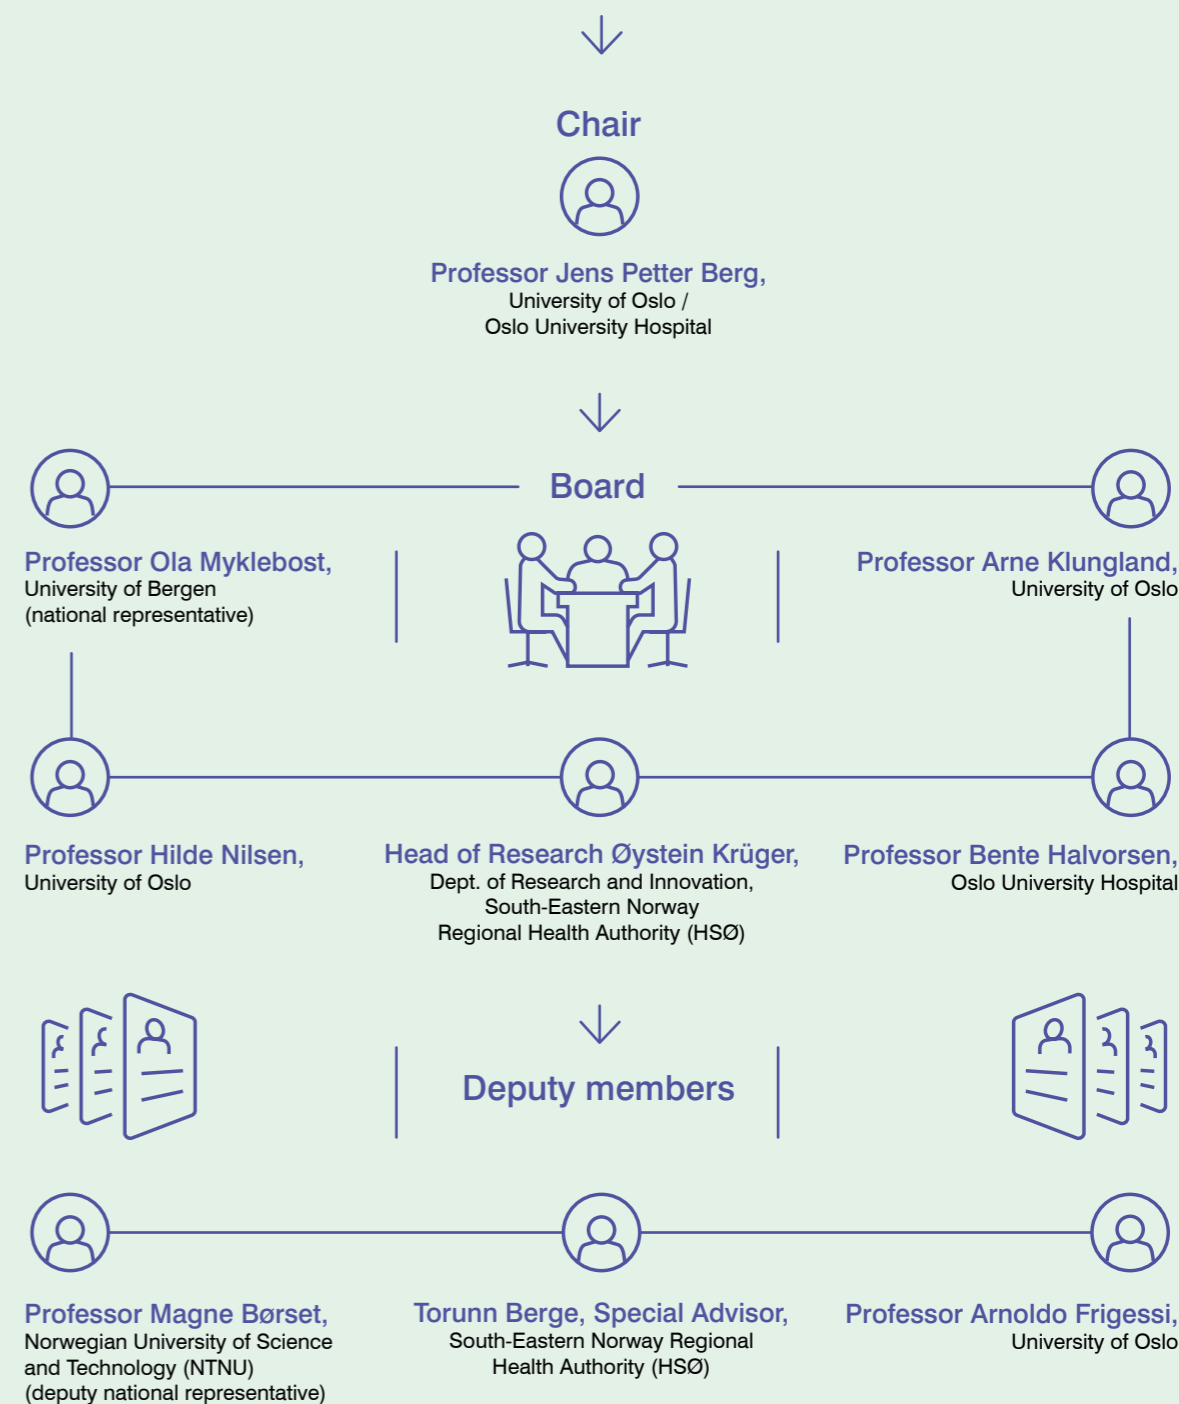 Chair
Professor Jens Petter Berg,
University of Oslo /
Oslo University Hospital
Board
Professor Ola Myklebost,
University of Bergen
(national representative)
Professor Arne Klungland,
University of Oslo
Professor Hilde Nilsen,
University of Oslo
Head of Research Øystein Krüger,
Dept. of Research and Innovation,
South-Eastern Norway
Regional Health Authority (HSØ)
Professor Bente Halvorsen,
Oslo University Hospital
Deputy members
Professor Magne Børset,
Norwegian University of Science
and Technology (NTNU)
(deputy national representative)
Torunn Berge, Special Advisor,
South-Eastern Norway Regional
Health Authority (HSØ)
Professor Arnoldo Frigessi,
University of Oslo